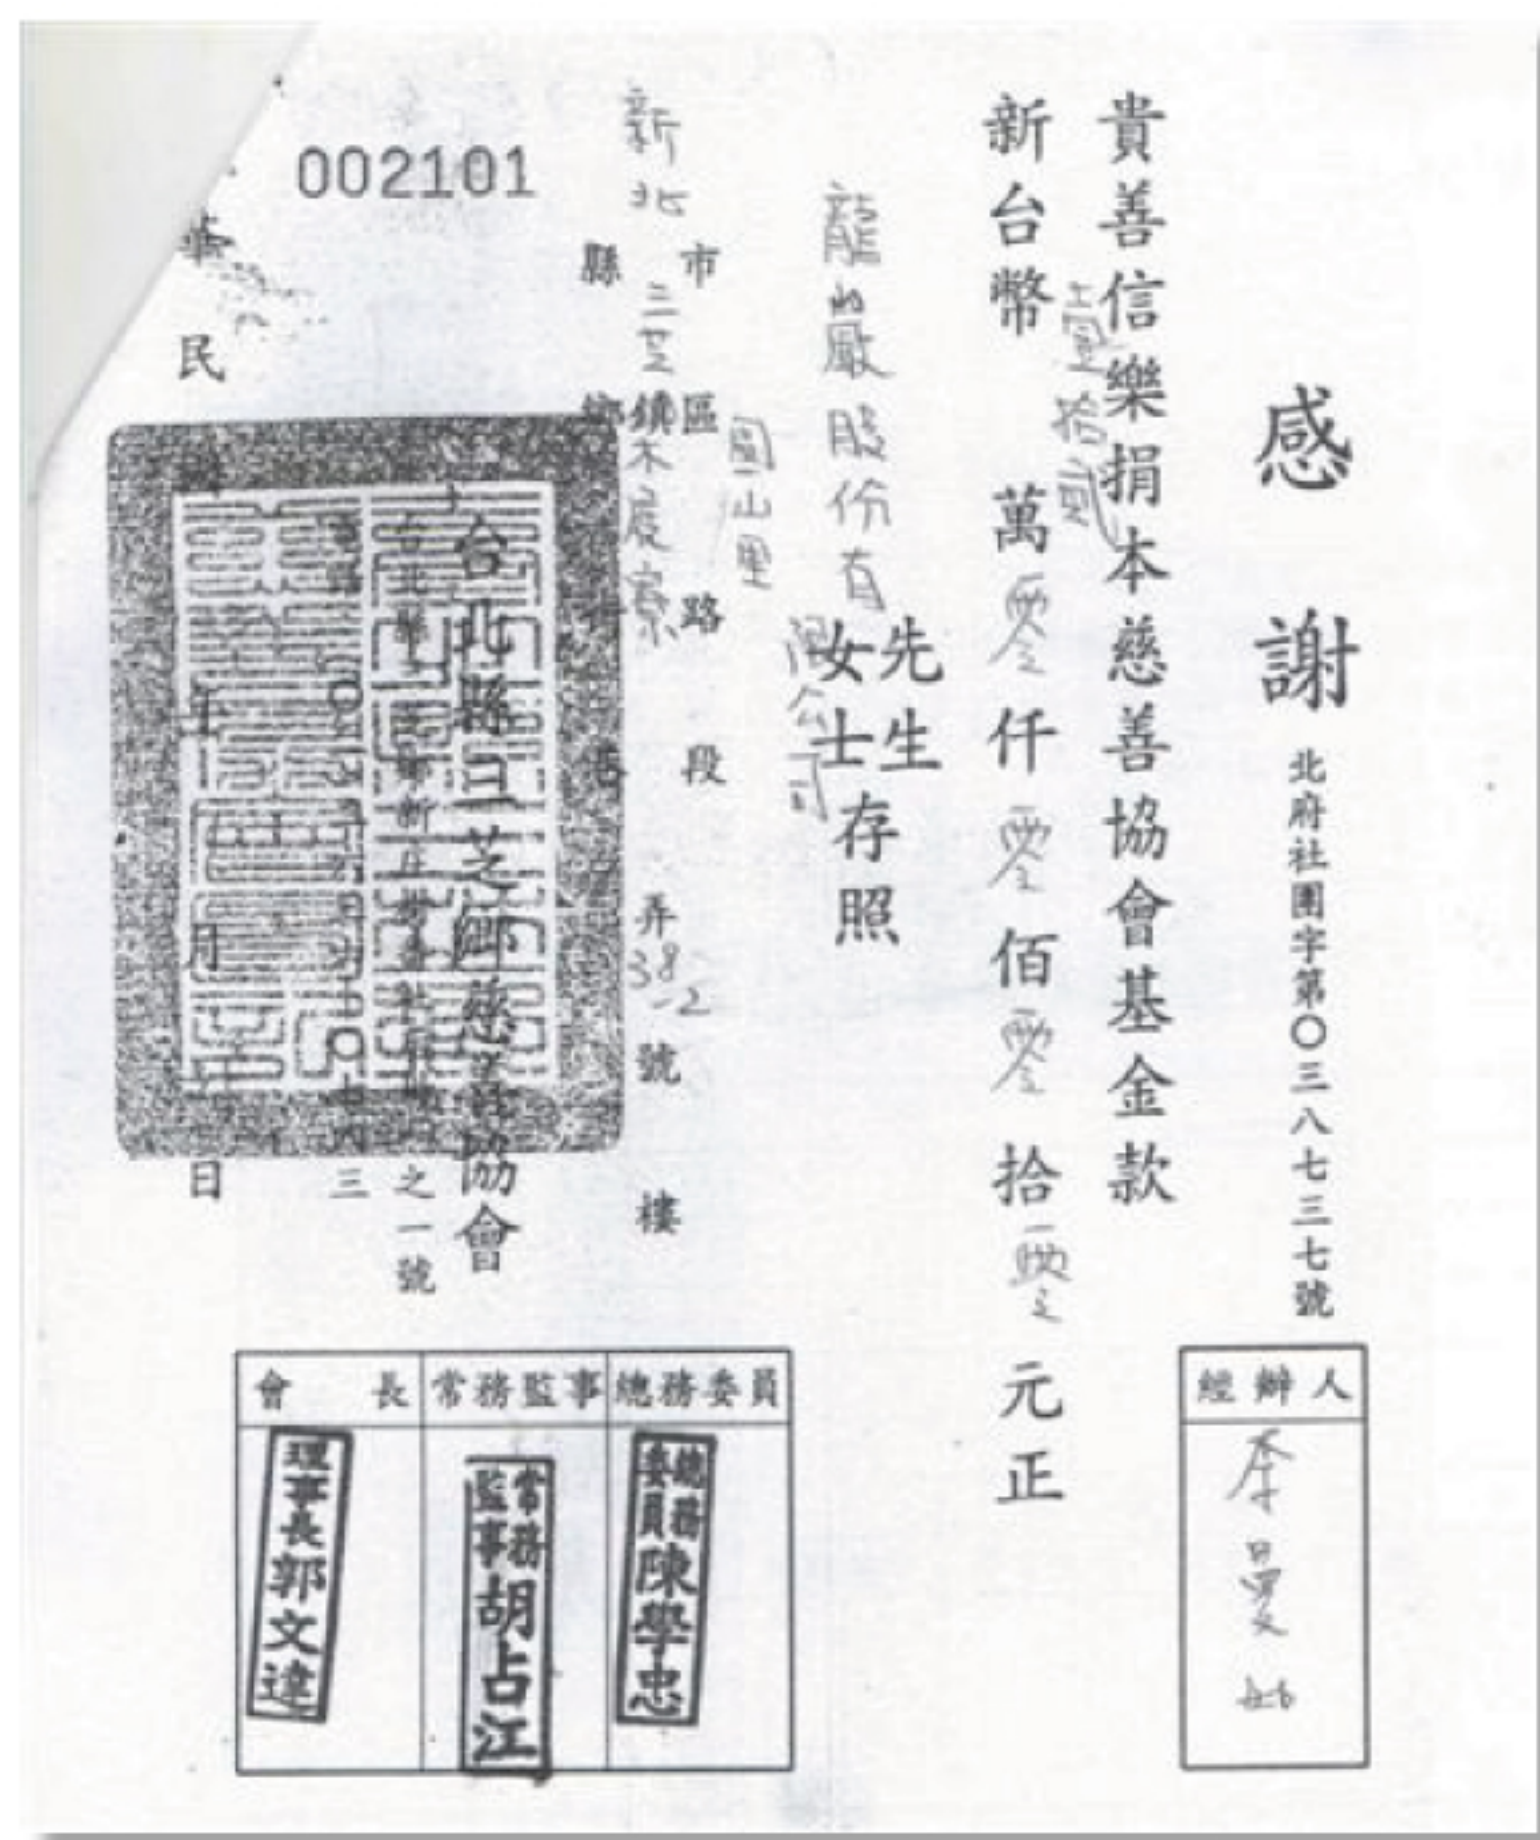 感謝
北府社團字第〇三八七三三七號
貴善信樂捐本慈善協會基金款
新台幣壹拾貳萬零仟零佰零拾零元正
龍巖股份有限公司
先生
女士
存照
新北
縣市
三芝
鄉鎮區
圓山里
路
段
弄
38-2
號
樓
台北縣三芝鄉慈善協會
之一號
三
民
年
月
日
002101
經辦人
李曼
總務委員
總務委員陳學忠
常務監事
常務監事胡占江
會長
理事長郭文達